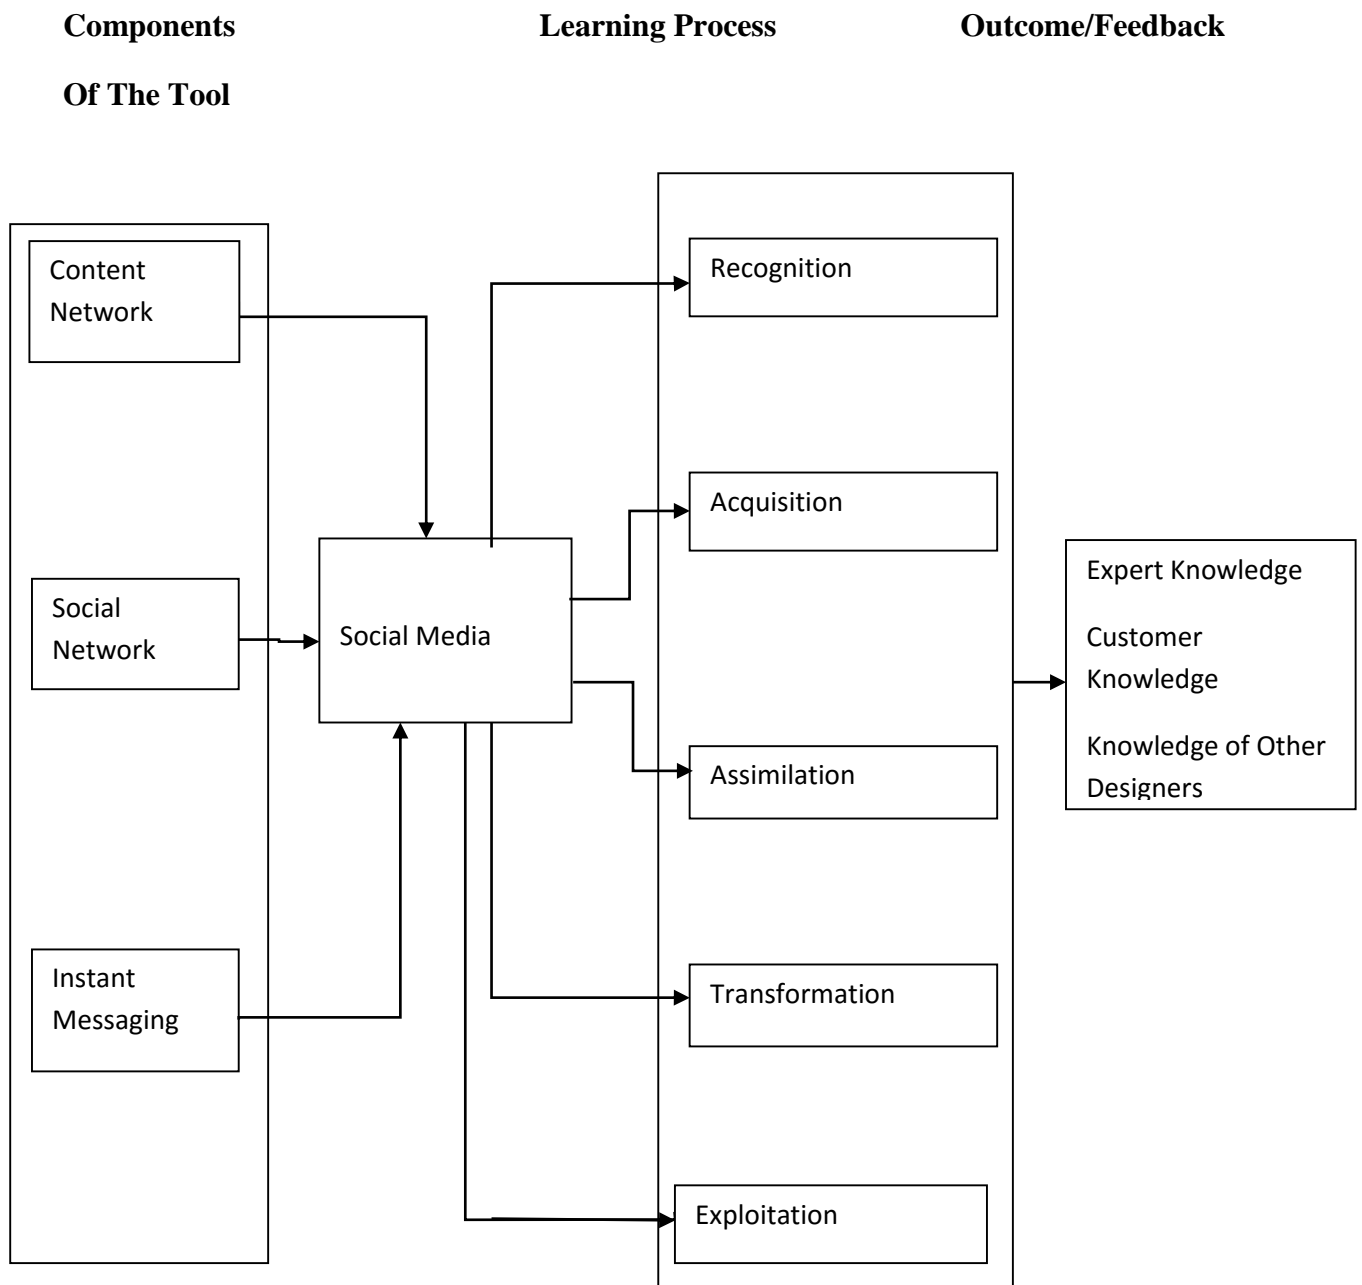 Components
Learning Process
Outcome/Feedback
Of The Tool
Content
Network
Social
Network
Instant
Messaging
Social Media
Recognition
Acquisition
Assimilation
Transformation
Exploitation
Expert Knowledge
Customer
Knowledge
Knowledge of Other
Designers